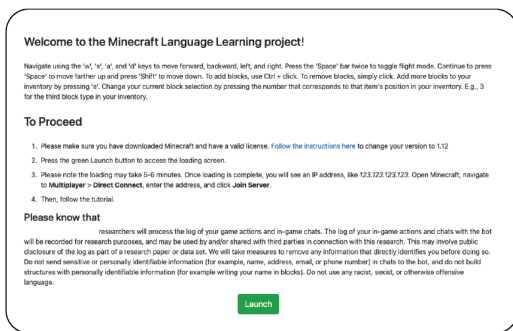 Welcome to the Minecraft Language Learning project!
Navigate using the 'w', 's', 'a', and 'd' keys to move forward, backward, left, and right. Press the 'Space' bar twice to toggle flight mode. Continue to press
'Space' to move farther up and press 'Shift' to move down. To add blocks, use Ctrl + click. To remove blocks, simply click. Add more blocks to your
inventory by pressing 'e'. Change your current block selection by pressing the number that corresponds to that item's position in your inventory. E.g., 3
for the third block type in your inventory.
To Proceed
1. Please make sure you have downloaded Minecraft and have a valid license. Follow the instructions here to change your version to 1.12
2. Press the green Launch button to access the loading screen.
3. Please note the loading may take 5-6 minutes. Once loading is complete, you will see an IP address, like 123.123.123.123. Open Minecraft, navigate
to Multiplayer > Direct Connect, enter the address, and click Join Server.
4. Then, follow the tutorial.
Please know that
researchers will process the log of your game actions and in-game chats. The log of your in-game actions and chats with the bot
will be recorded for research purposes, and may be used by and/or shared with third parties in connection with this research. This may involve public
disclosure of the log as part of a research paper or data set. We will take measures to remove any information that directly identifies you before doing so.
Do not send sensitive or personally identifiable information (for example, name, address, email, or phone number) in chats to the bot, and do not build
structures with personally identifiable information (for example writing your name in blocks). Do not use any racist, sexist, or otherwise offensive
language.
Launch